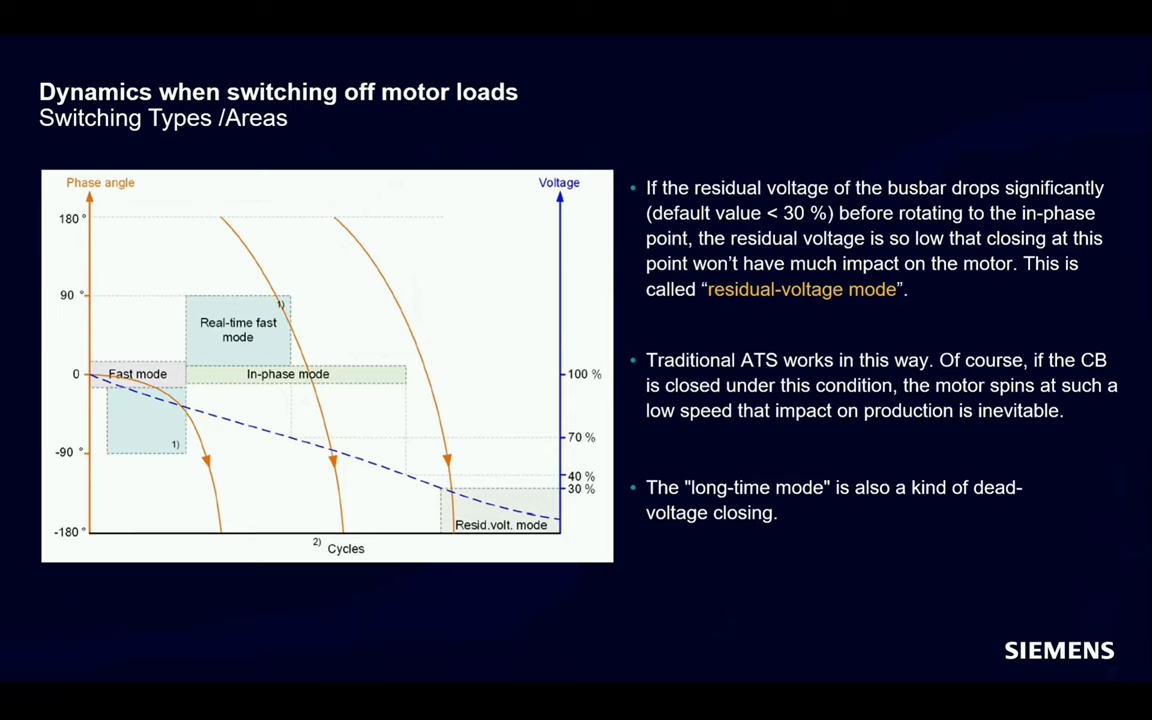 Dynamics when switching off motor loads
Switching Types /Areas
Phase angle
Voltage
180 °
90 °
0
-90 °
-180 °
1)
Real-time fast
mode
Fast mode
In-phase mode
1)
100 %
70 %
40 %
30 %
Resid.volt. mode
2) Cycles
• If the residual voltage of the busbar drops significantly
(default value < 30 %) before rotating to the in-phase
point, the residual voltage is so low that closing at this
point won’t have much impact on the motor. This is
called “residual-voltage mode”.
• Traditional ATS works in this way. Of course, if the CB
is closed under this condition, the motor spins at such a
low speed that impact on production is inevitable.
• The "long-time mode" is also a kind of dead-
voltage closing.
SIEMENS